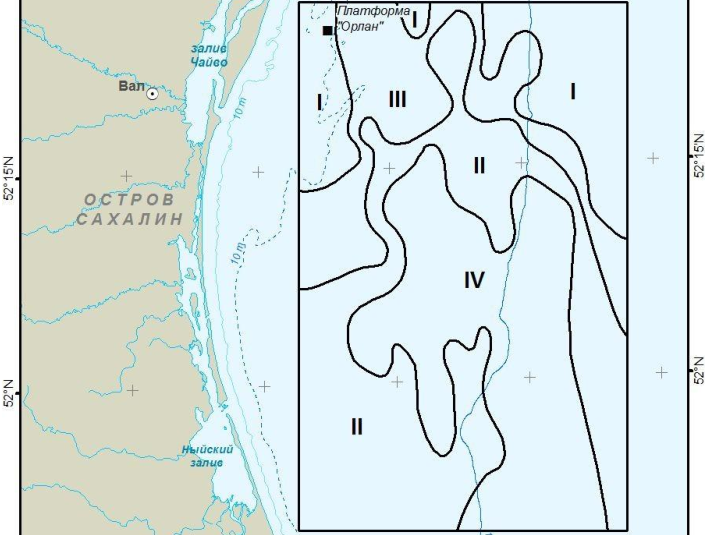 Платформа
"Орлан"
I
залив
Чайво
Вал
10 m
I
III
I
52°15'N
52°15'N
II
ОСТРОВ
САХАЛИН
10 m
IV
52°N
52°N
II
Ныйский
залив